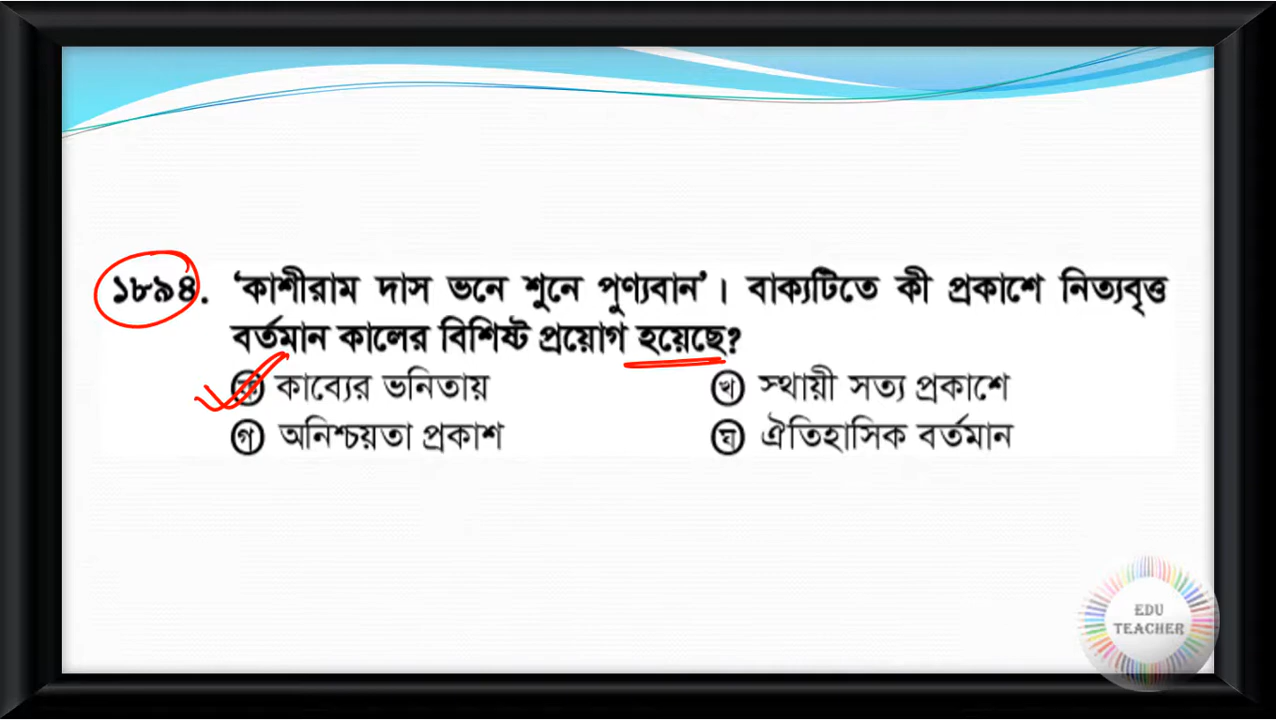 ১৮৯৪. ‘কাশীরাম দাস ভনে শুনে পুণ্যবান’। বাক্যটিতে কী প্রকাশে নিত্যবৃত্ত
বর্তমান কালের বিশিষ্ট প্রয়োগ হয়েছে?
ক কাব্যের ভনিতায় খ স্থায়ী সত্য প্রকাশে
গ অনিশ্চয়তা প্রকাশ ঘ ঐতিহাসিক বর্তমান
EDU
TEACHER